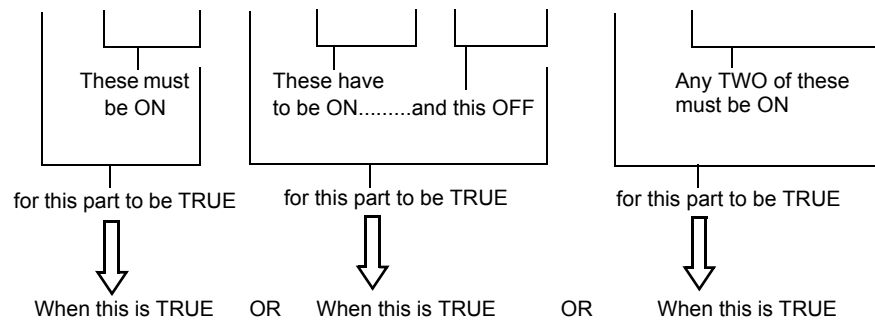 These must
be ON
These have
to be ON.........and this OFF
Any TWO of these
must be ON
for this part to be TRUE
for this part to be TRUE
for this part to be TRUE
When this is TRUE OR When this is TRUE OR When this is TRUE